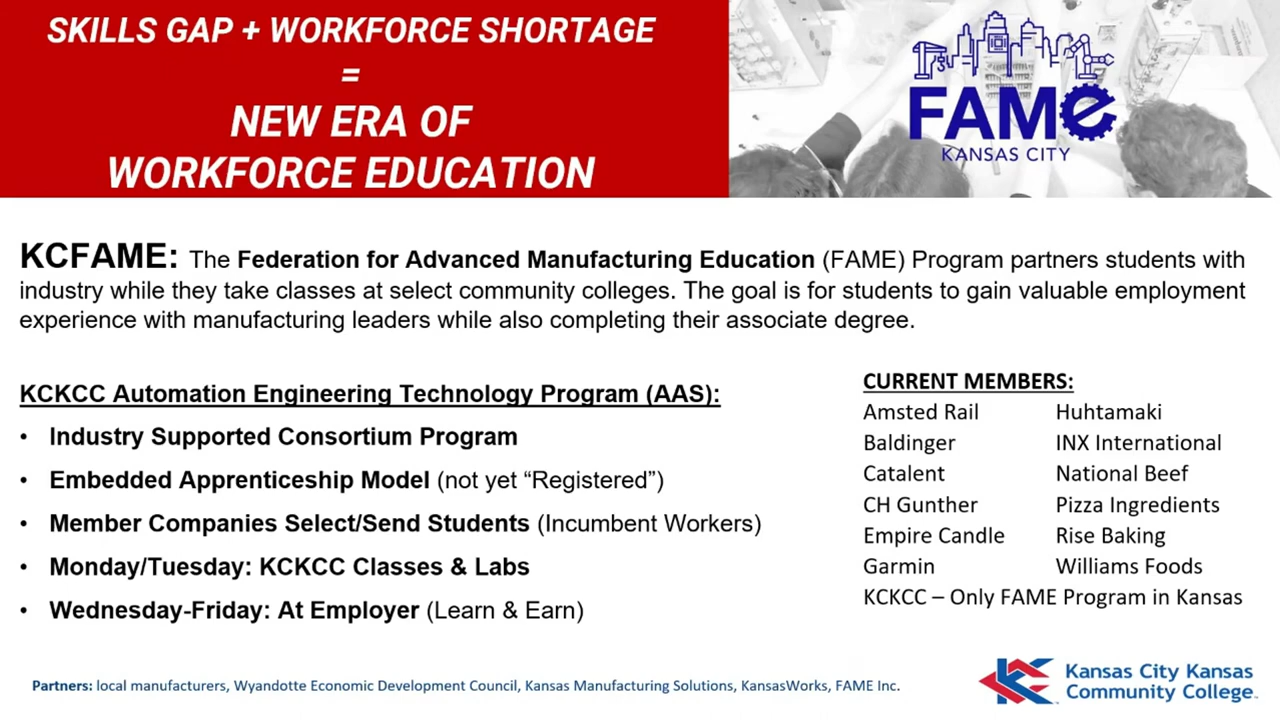 SKILLS GAP + WORKFORCE SHORTAGE
=
NEW ERA OF
WORKFORCE EDUCATION
FAME
KANSAS CITY
KCFAME: The Federation for Advanced Manufacturing Education (FAME) Program partners students with
industry while they take classes at select community colleges. The goal is for students to gain valuable employment
experience with manufacturing leaders while also completing their associate degree.
KCKCC Automation Engineering Technology Program (AAS):
• Industry Supported Consortium Program
• Embedded Apprenticeship Model (not yet “Registered”)
• Member Companies Select/Send Students (Incumbent Workers)
• Monday/Tuesday: KCKCC Classes & Labs
• Wednesday-Friday: At Employer (Learn & Earn)
CURRENT MEMBERS:
Amsted Rail Huhtamaki
Baldinger INX International
Catalent National Beef
CH Gunther Pizza Ingredients
Empire Candle Rise Baking
Garmin Williams Foods
KCKCC – Only FAME Program in Kansas
Partners: local manufacturers, Wyandotte Economic Development Council, Kansas Manufacturing Solutions, KansasWorks, FAME Inc.
Kansas City Kansas
Community College